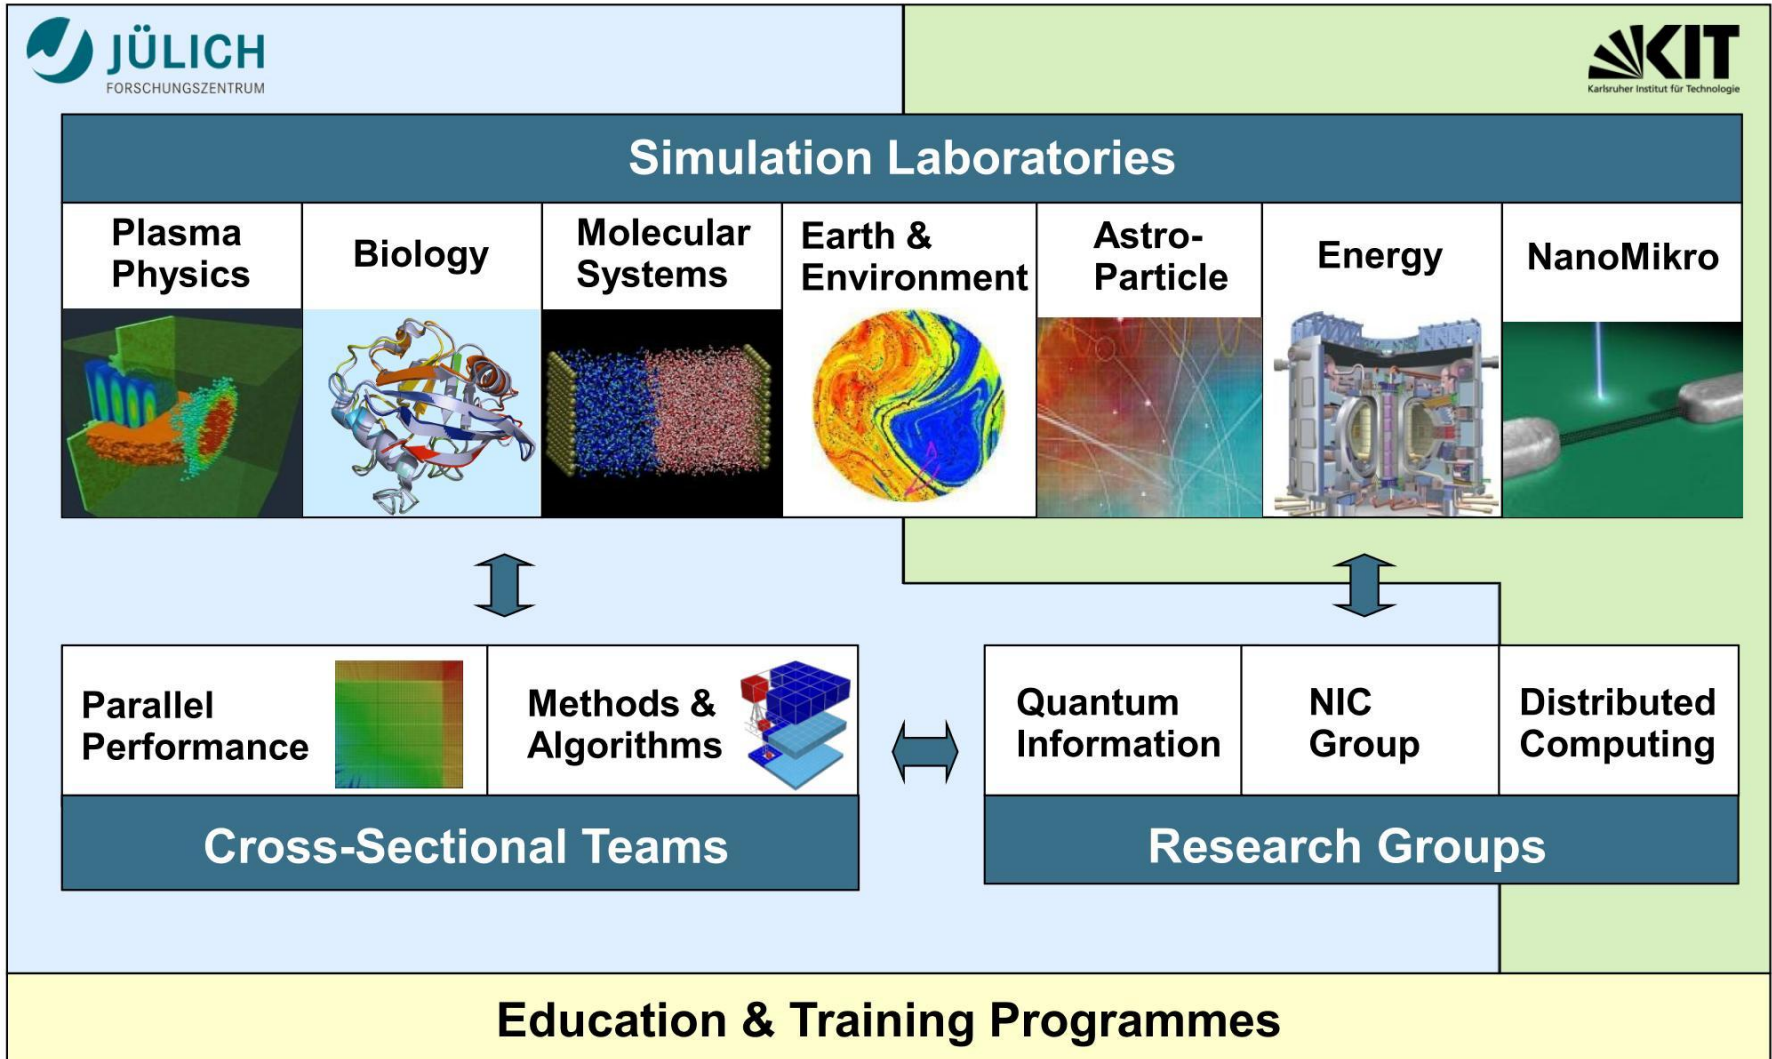 JÜLICH
FORSCHUNGSZENTRUM
KIT
Karlsruher Institut für Technologie
Simulation Laboratories
Plasma
Physics
Biology
Molecular
Systems
Earth &
Environment
Astro-
Particle
Energy
NanoMikro
Parallel
Performance
Methods &
Algorithms
Quantum
Information
NIC
Group
Distributed
Computing
Cross-Sectional Teams
Research Groups
Education & Training Programmes